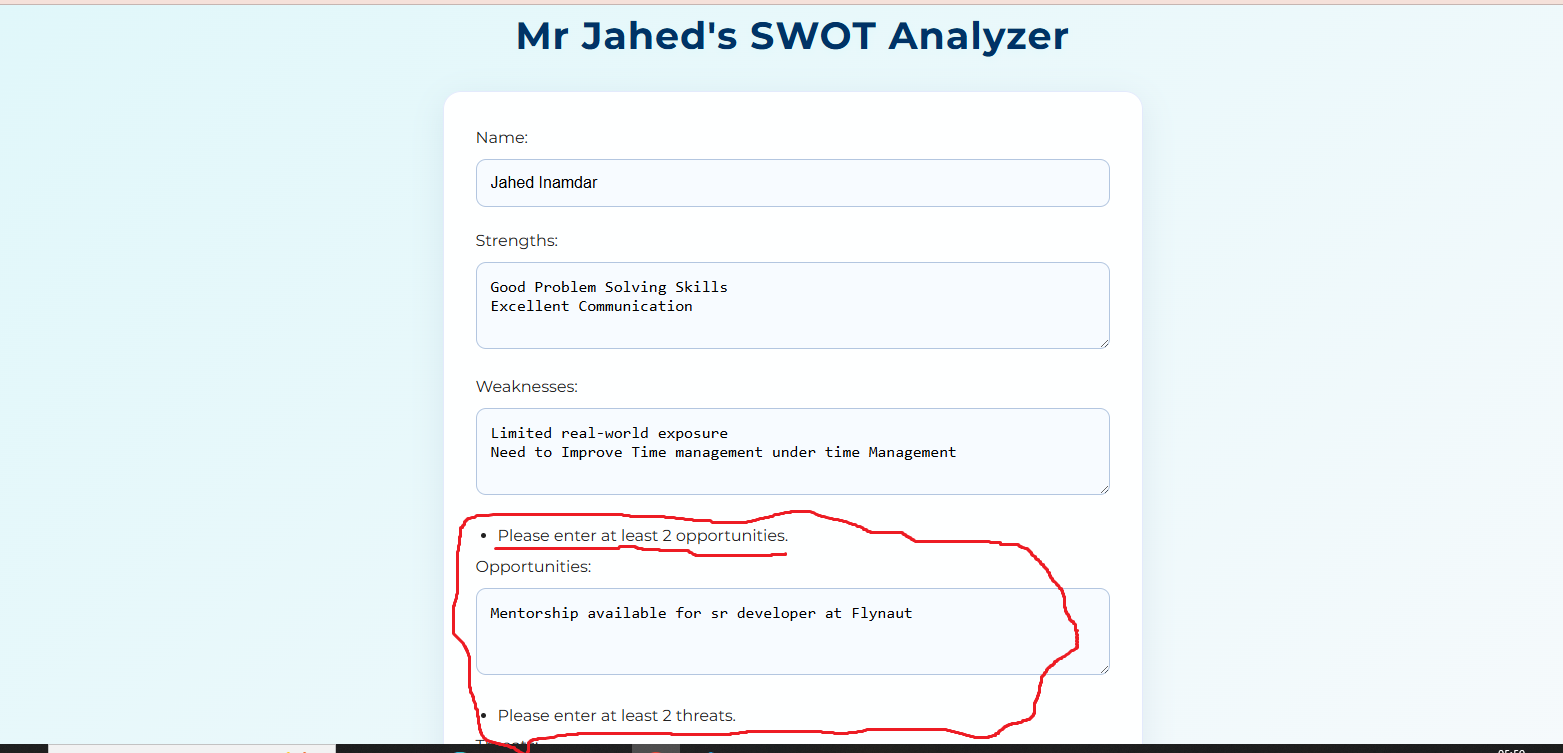 Mr Jahed's SWOT Analyzer
Name:
Jahed Inamdar
Strengths:
Good Problem Solving Skills
Excellent Communication
Weaknesses:
Limited real-world exposure
Need to Improve Time management under time Management
• Please enter at least 2 opportunities.
Opportunities:
Mentorship available for sr developer at Flynaut
• Please enter at least 2 threats.